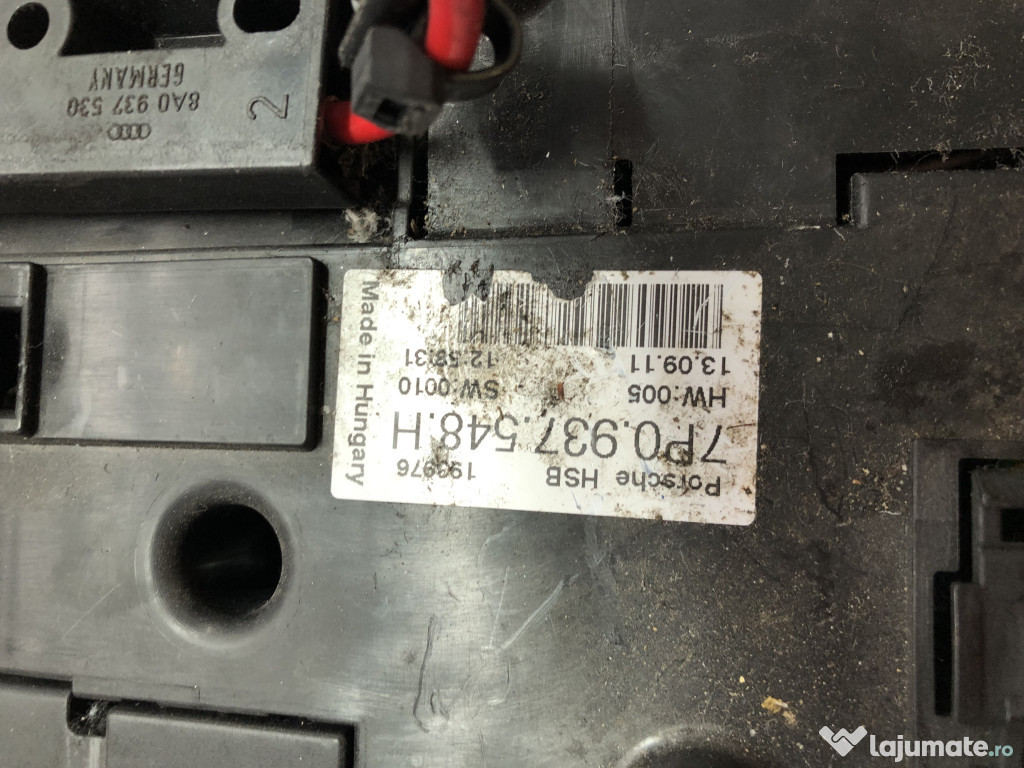 Porsche HSB 193976
7P0.937.548.H
HW:005 SW:0010
13.09.11 12:58:31
Made in Hungary
8A0 937 530
GERMANY
2
lajumate.ro